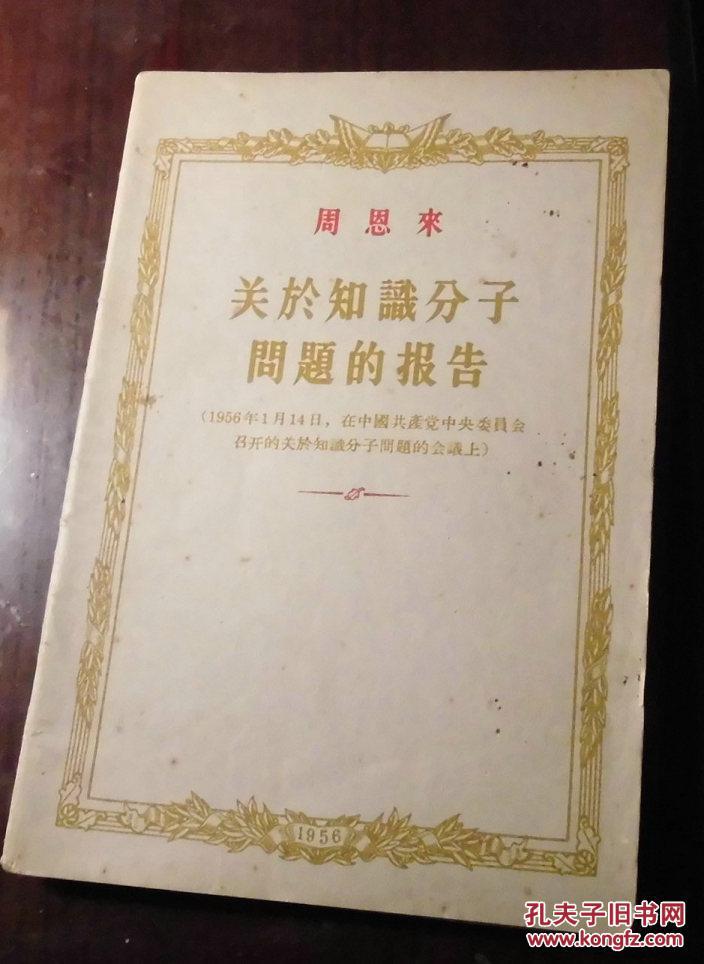 周恩來
关於知識分子
問題的报告
（1956年1月14日，在中國共產党中央委員会
召开的关於知識分子問題的会議上）
1956
孔夫子旧书网
kongfz.com